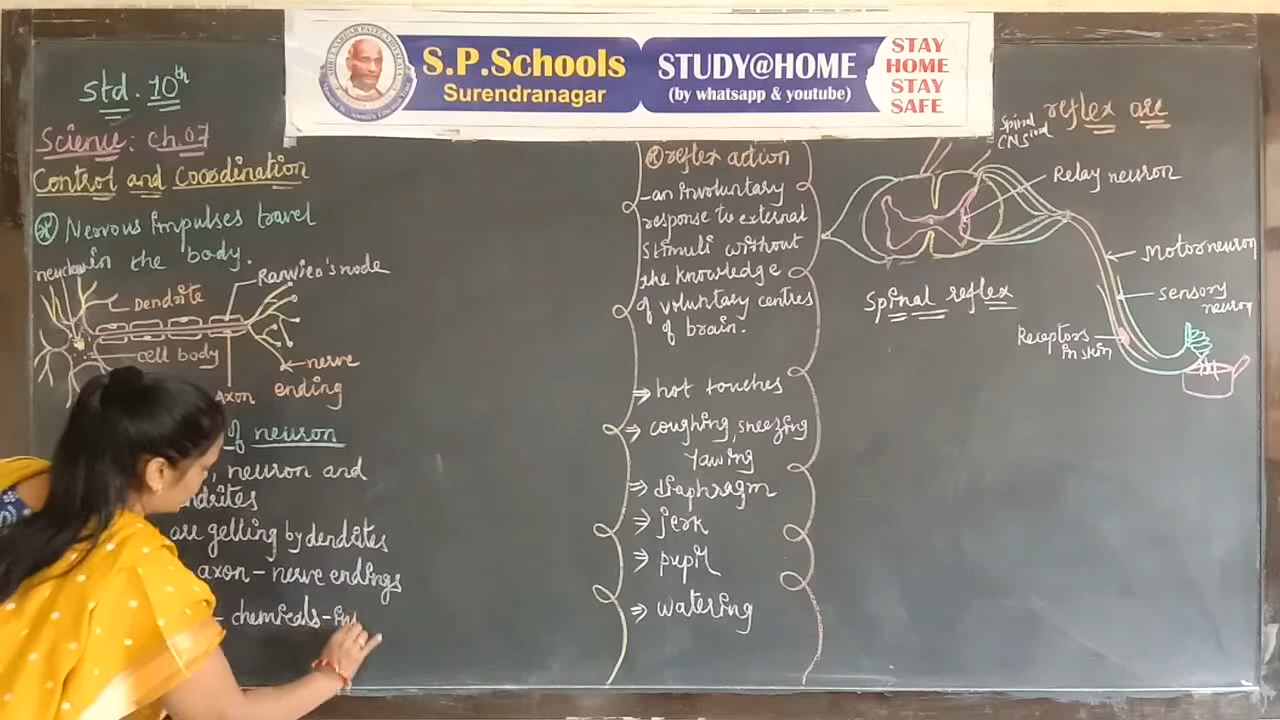 S.P.Schools
Surendranagar
STUDY@HOME
(by whatsapp & youtube)
STAY
HOME
STAY
SAFE
std. 10th
Science: Ch.07
Control and Coordination
Nervous impulses travel
in the body.
Ranvier's node
Dendrite
cell body
nerve
ending
Axon
of neuron
, neuron and
are getting by dendrites
axon - nerve endings
- chemicals -
reflex action
- an involuntary
response to external
stimuli without
the knowledge
of voluntary centres
of brain.
⇒ hot touches
⇒ coughing, sneezing
yawing
⇒ diaphragm
⇒ jerk
⇒ pupil
⇒ watering
reflex arc
Spinal
CNS cord
Relay neuron
Motor neuron
Sensory
neuron
Spinal reflex
Receptors
in skin